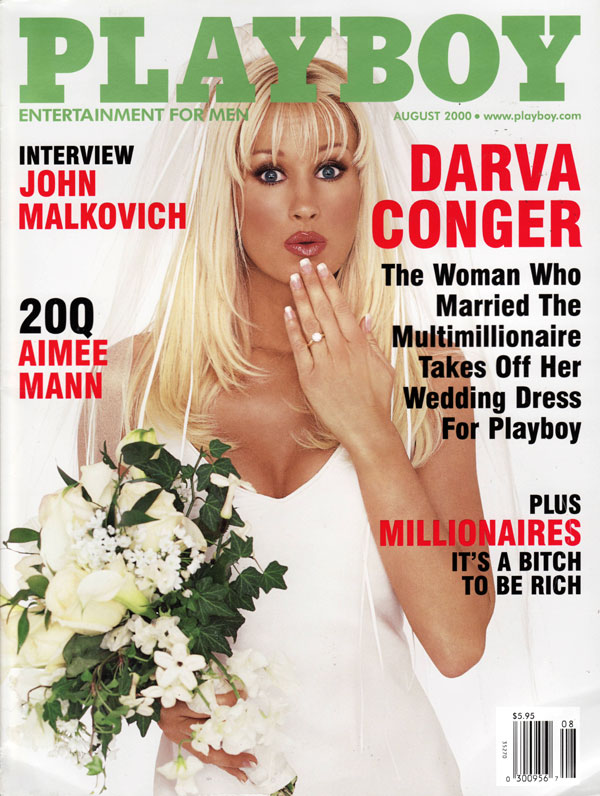 PLAYBOY
ENTERTAINMENT FOR MEN
AUGUST 2000 • www.playboy.com
INTERVIEW
JOHN
MALKOVICH
20Q
AIMEE
MANN
DARVA
CONGER
The Woman Who
Married The
Multimillionaire
Takes Off Her
Wedding Dress
For Playboy
PLUS
MILLIONAIRES
IT'S A BITCH
TO BE RICH
$5.95
08
35270
0 300956 7